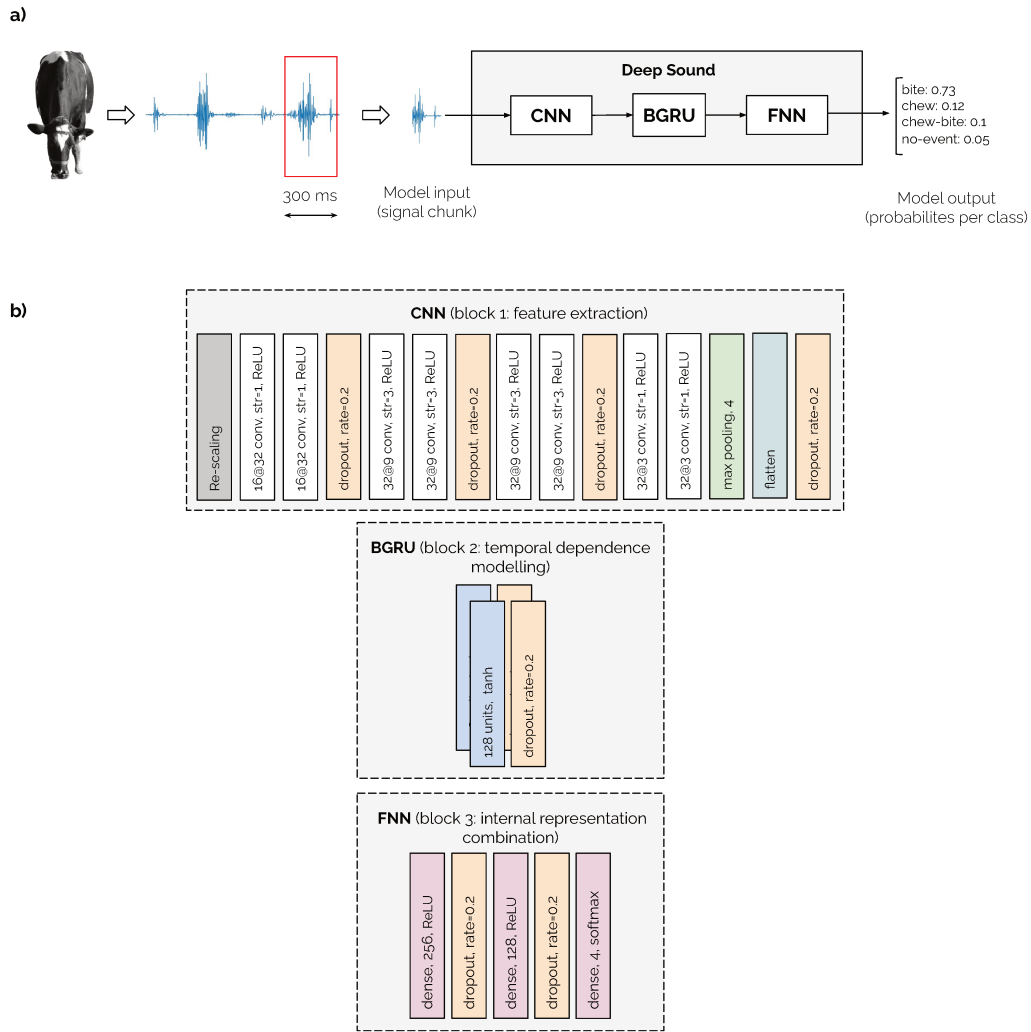 a)
Deep Sound
CNN
BGRU
FNN
bite: 0.73
chew: 0.12
chew-bite: 0.1
no-event: 0.05
300 ms
Model input
(signal chunk)
Model output
(probabilites per class)
b)
CNN (block 1: feature extraction)
Re-scaling
16@32 conv, str=1, ReLU
16@32 conv, str=1, ReLU
dropout, rate=0.2
32@9 conv, str=3, ReLU
32@9 conv, str=3, ReLU
dropout, rate=0.2
32@9 conv, str=3, ReLU
32@9 conv, str=3, ReLU
dropout, rate=0.2
32@3 conv, str=1, ReLU
32@3 conv, str=1, ReLU
max pooling, 4
flatten
dropout, rate=0.2
BGRU (block 2: temporal dependence
modelling)
128 units, tanh
dropout, rate=0.2
FNN (block 3: internal representation
combination)
dense, 256, ReLU
dropout, rate=0.2
dense, 128, ReLU
dropout, rate=0.2
dense, 4, softmax